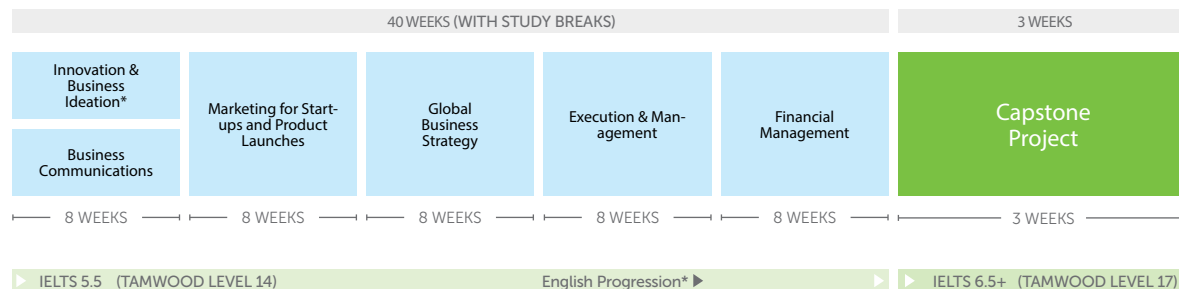 40 WEEKS (WITH STUDY BREAKS)
3 WEEKS
Innovation &
Business
Ideation*
Business
Communications
Marketing for Start-
ups and Product
Launches
Global
Business
Strategy
Execution & Man-
agement
Financial
Management
Capstone
Project
8 WEEKS
8 WEEKS
8 WEEKS
8 WEEKS
8 WEEKS
3 WEEKS
IELTS 5.5 (TAMWOOD LEVEL 14)
English Progression*
IELTS 6.5+ (TAMWOOD LEVEL 17)